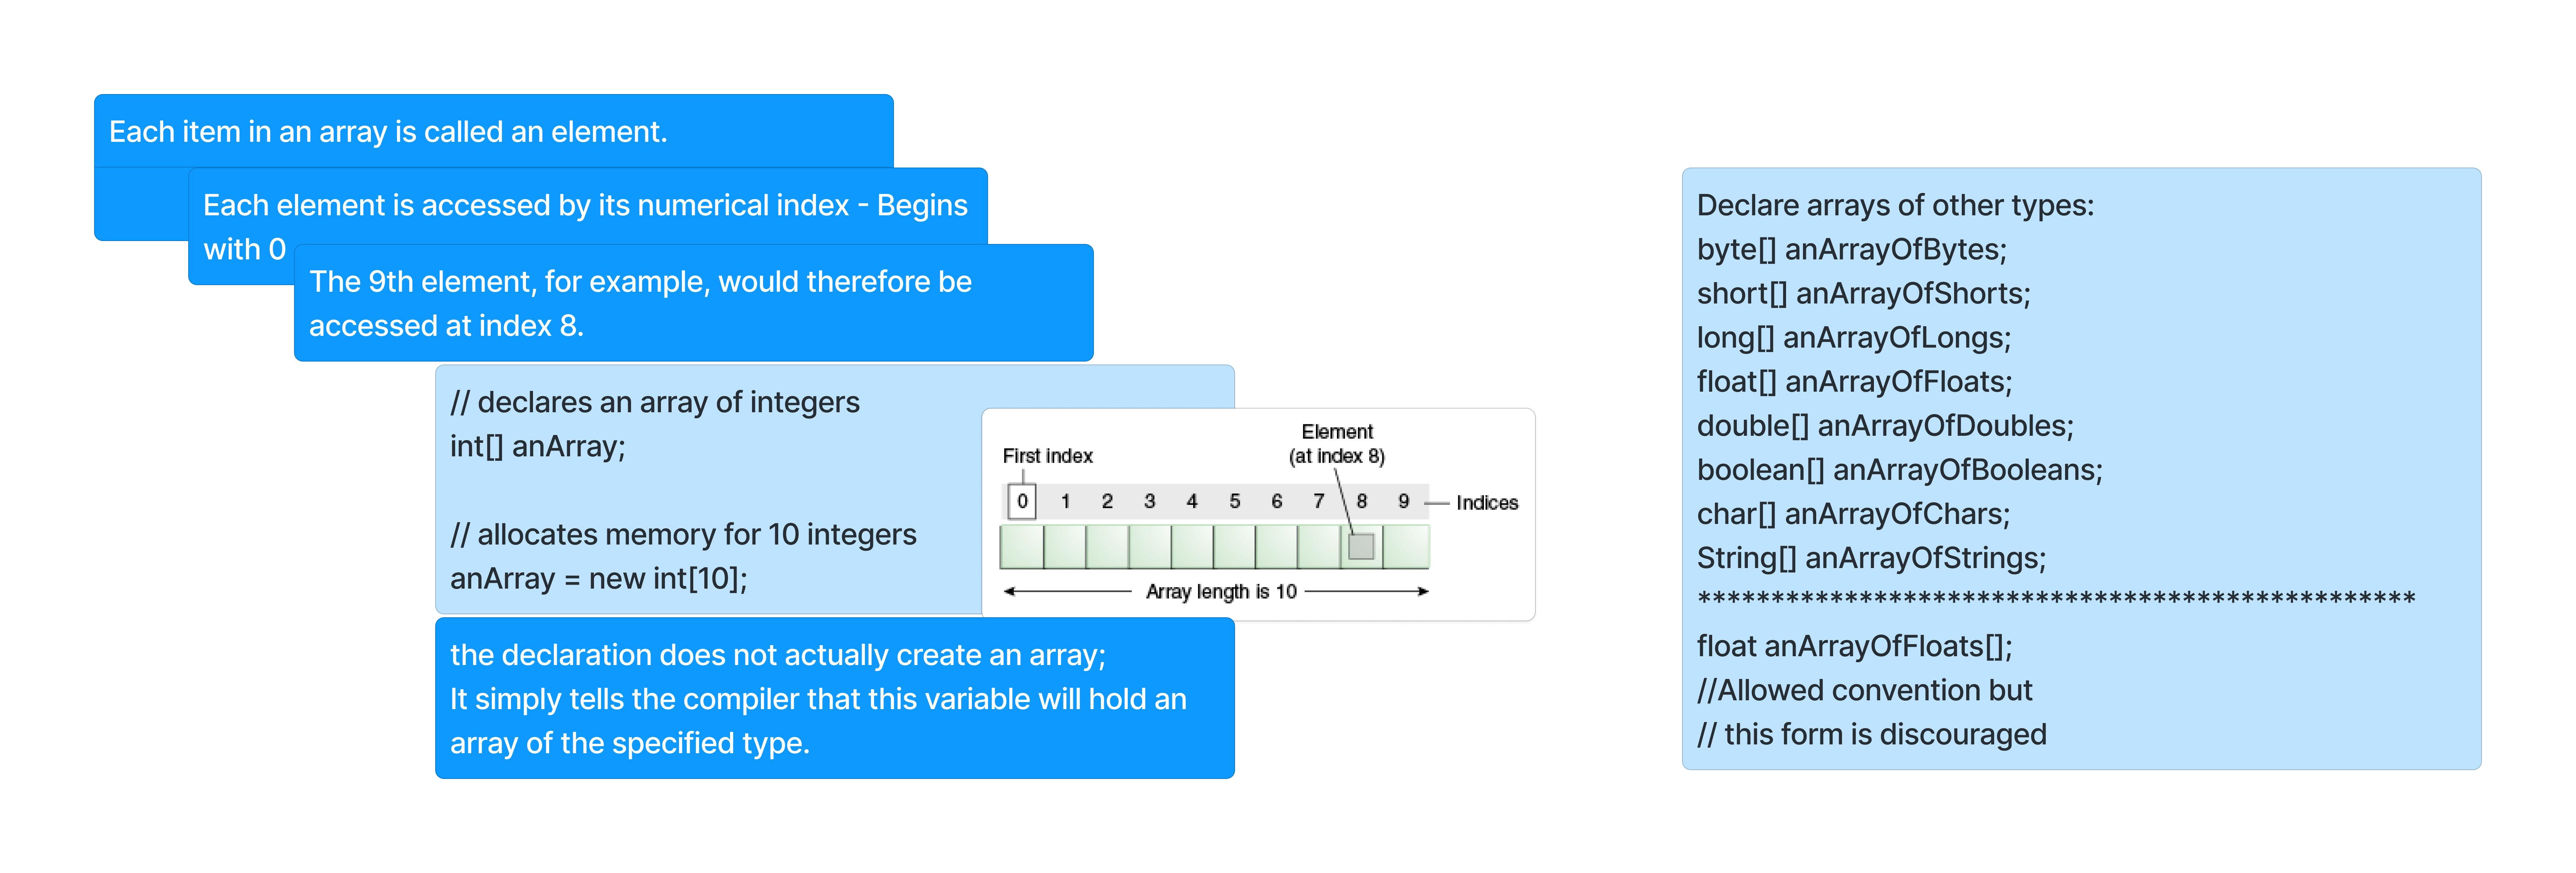 Each item in an array is called an element.
Each element is accessed by its numerical index - Begins
with 0
The 9th element, for example, would therefore be
accessed at index 8.
// declares an array of integers
int[] anArray;
// allocates memory for 10 integers
anArray = new int[10];
First index
Element
(at index 8)
0 1 2 3 4 5 6 7 8 9
Indices
Array length is 10
the declaration does not actually create an array;
It simply tells the compiler that this variable will hold an
array of the specified type.
Declare arrays of other types:
byte[] anArrayOfBytes;
short[] anArrayOfShorts;
long[] anArrayOfLongs;
float[] anArrayOfFloats;
double[] anArrayOfDoubles;
boolean[] anArrayOfBooleans;
char[] anArrayOfChars;
String[] anArrayOfStrings;
*************************************************
float anArrayOfFloats[];
//Allowed convention but
// this form is discouraged